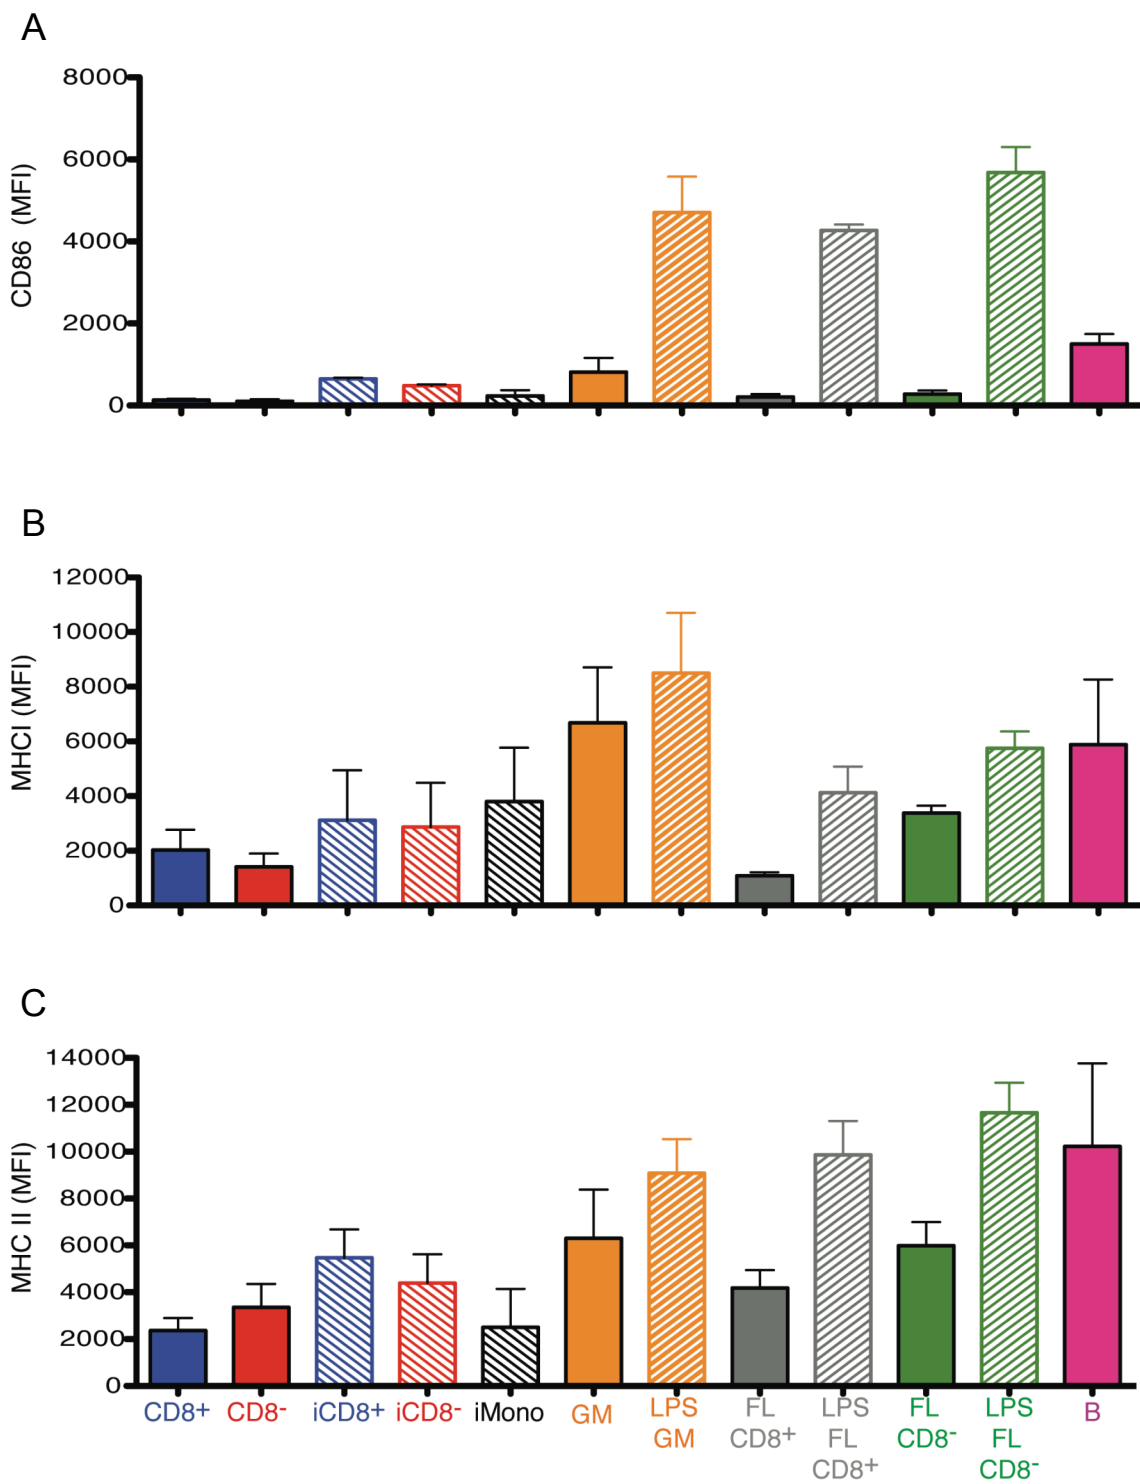 A
8000
6000
4000
2000
0
CD86 (MFI)
B
12000
10000
8000
6000
4000
2000
0
MHCI (MFI)
C
14000
12000
10000
8000
6000
4000
2000
0
MHC II (MFI)
CD8+
CD8-
iCD8+
iCD8-
iMono
GM
LPS
GM
FL
CD8+
LPS
FL
CD8+
FL
CD8-
LPS
FL
CD8-
B